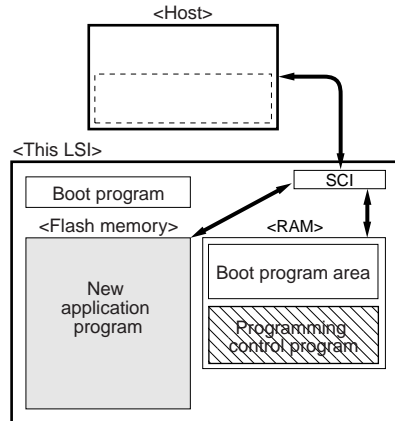 <Host>
<This LSI>
SCI
Boot program
<Flash memory>
<RAM>
Boot program area
New
application
program
Programming
control program